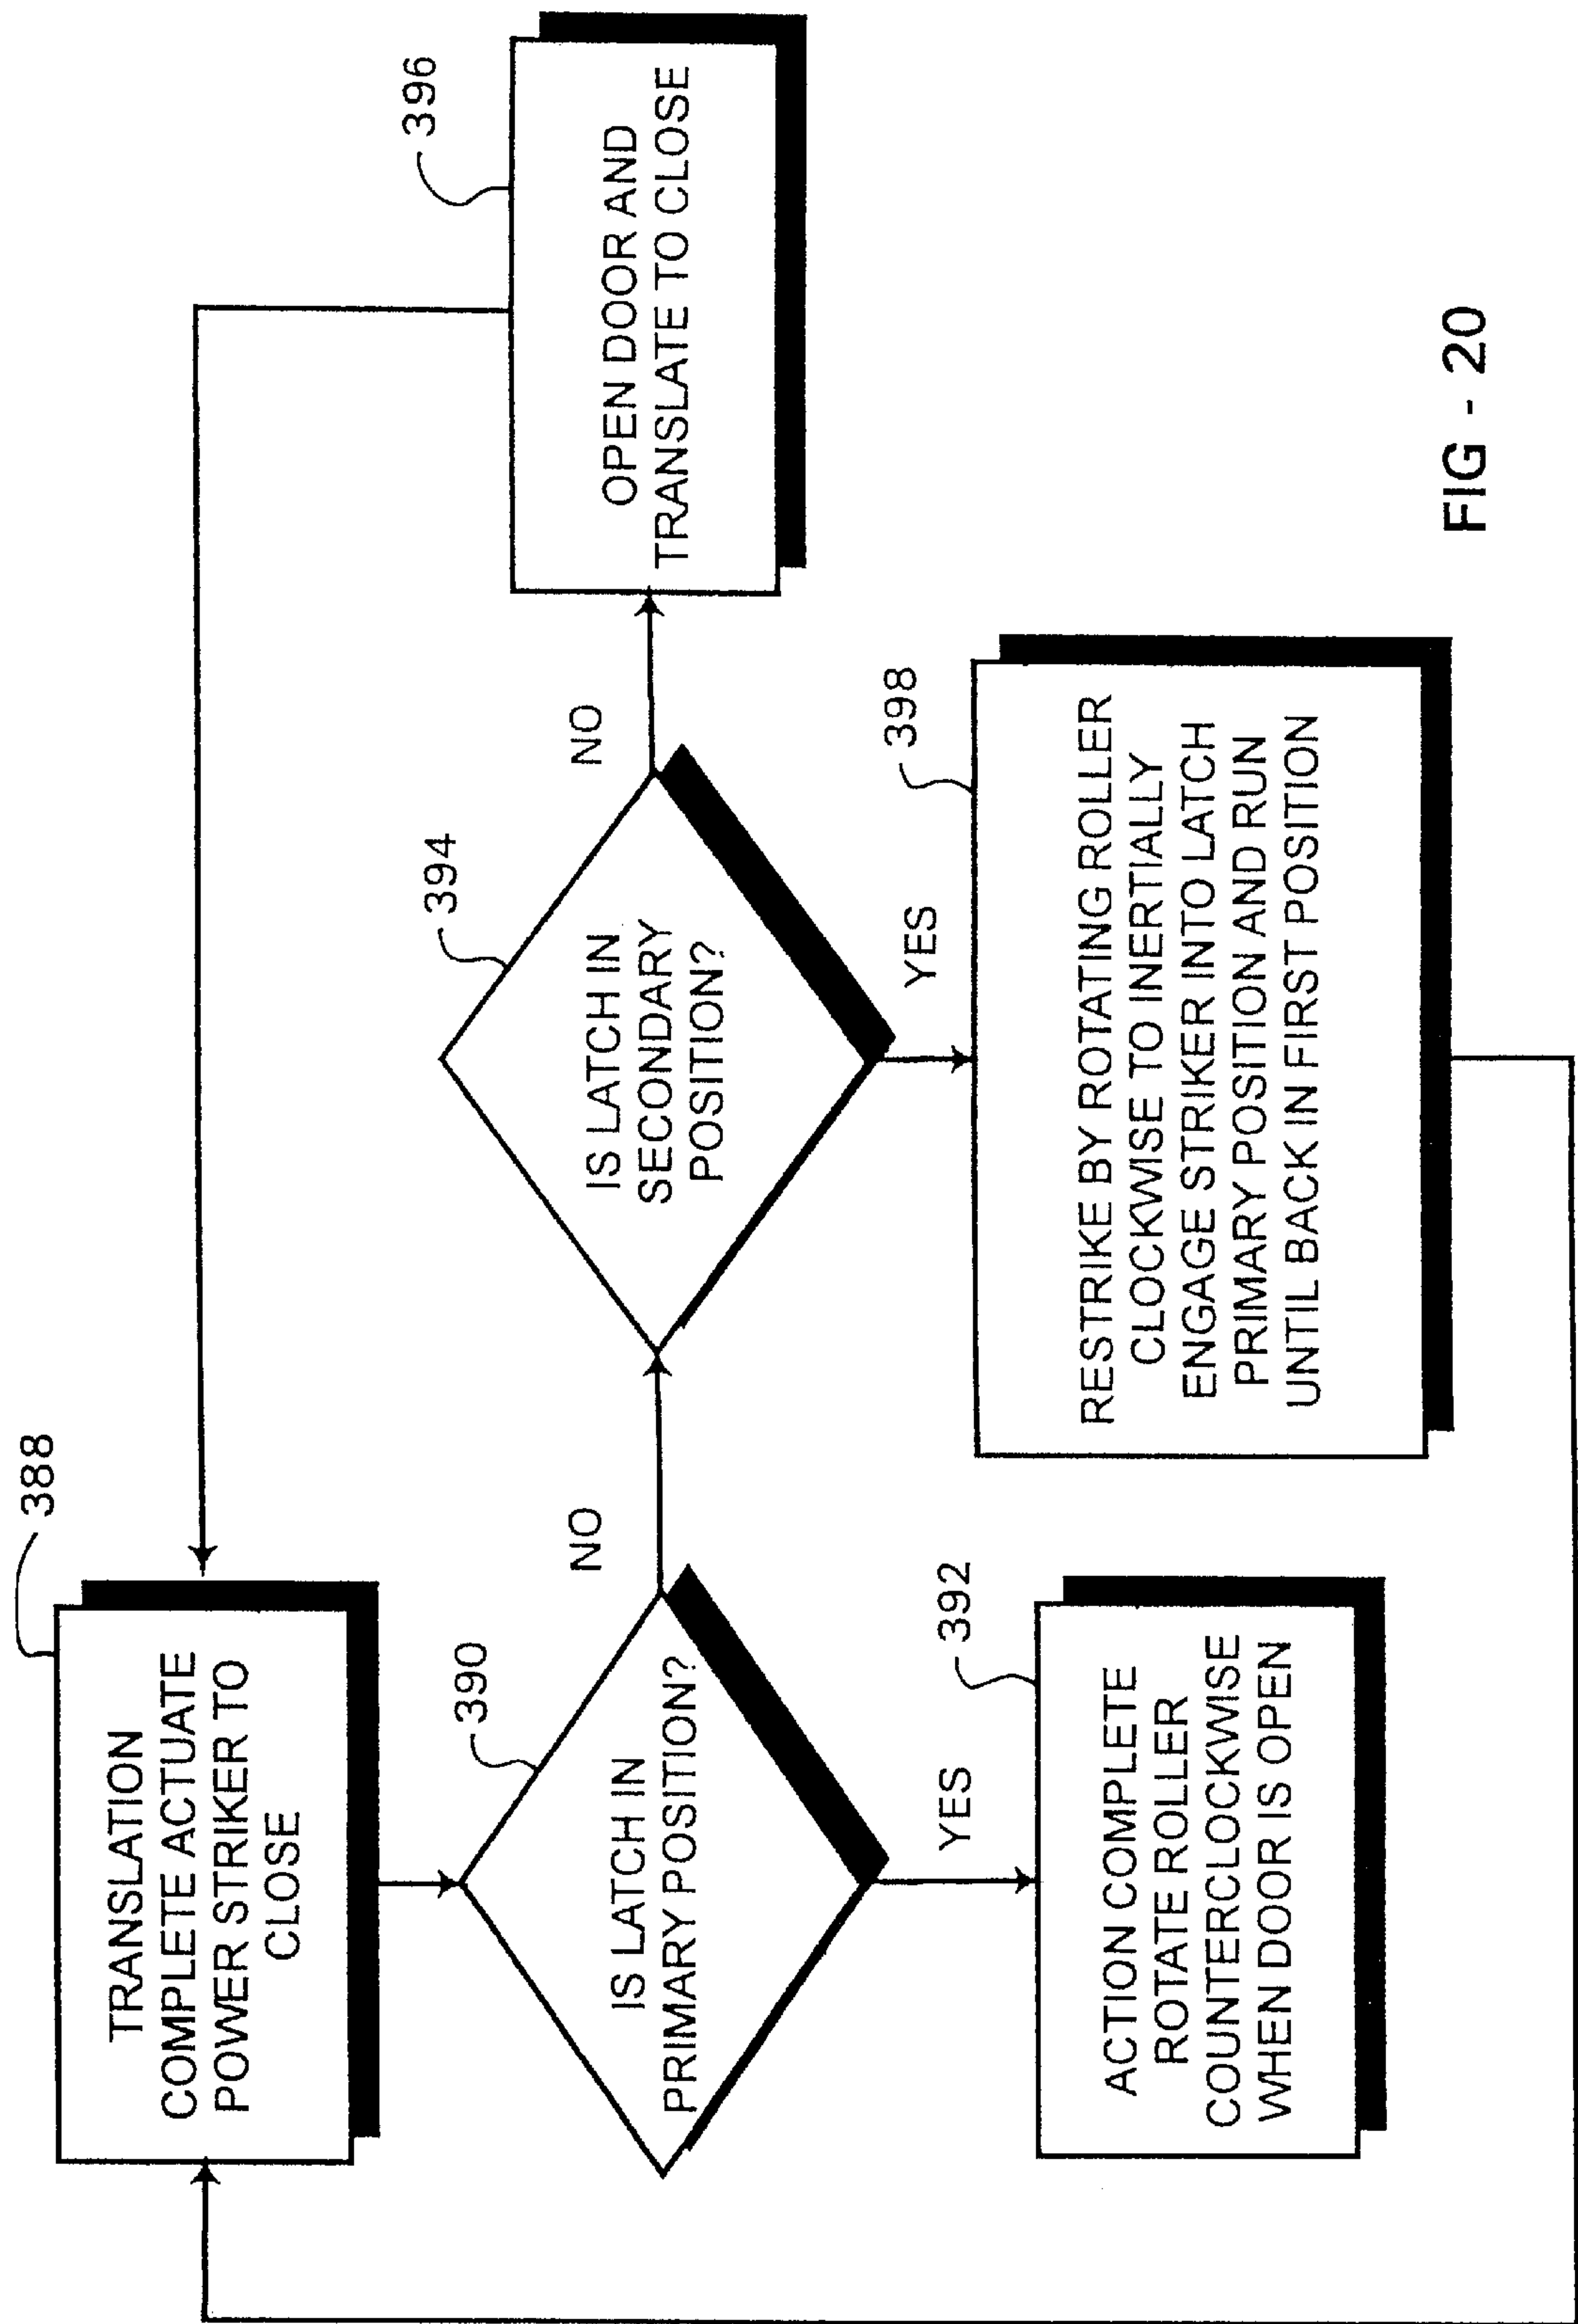 388
TRANSLATION
COMPLETE ACTUATE
POWER STRIKER TO
CLOSE
390
IS LATCH IN
PRIMARY POSITION?
NO
YES
392
ACTION COMPLETE
ROTATE ROLLER
COUNTERCLOCKWISE
WHEN DOOR IS OPEN
394
IS LATCH IN
SECONDARY
POSITION?
NO
YES
396
OPEN DOOR AND
TRANSLATE TO CLOSE
398
RESTRIKE BY ROTATING ROLLER
CLOCKWISE TO INERTIALLY
ENGAGE STRIKER INTO LATCH
PRIMARY POSITION AND RUN
UNTIL BACK IN FIRST POSITION
FIG - 20